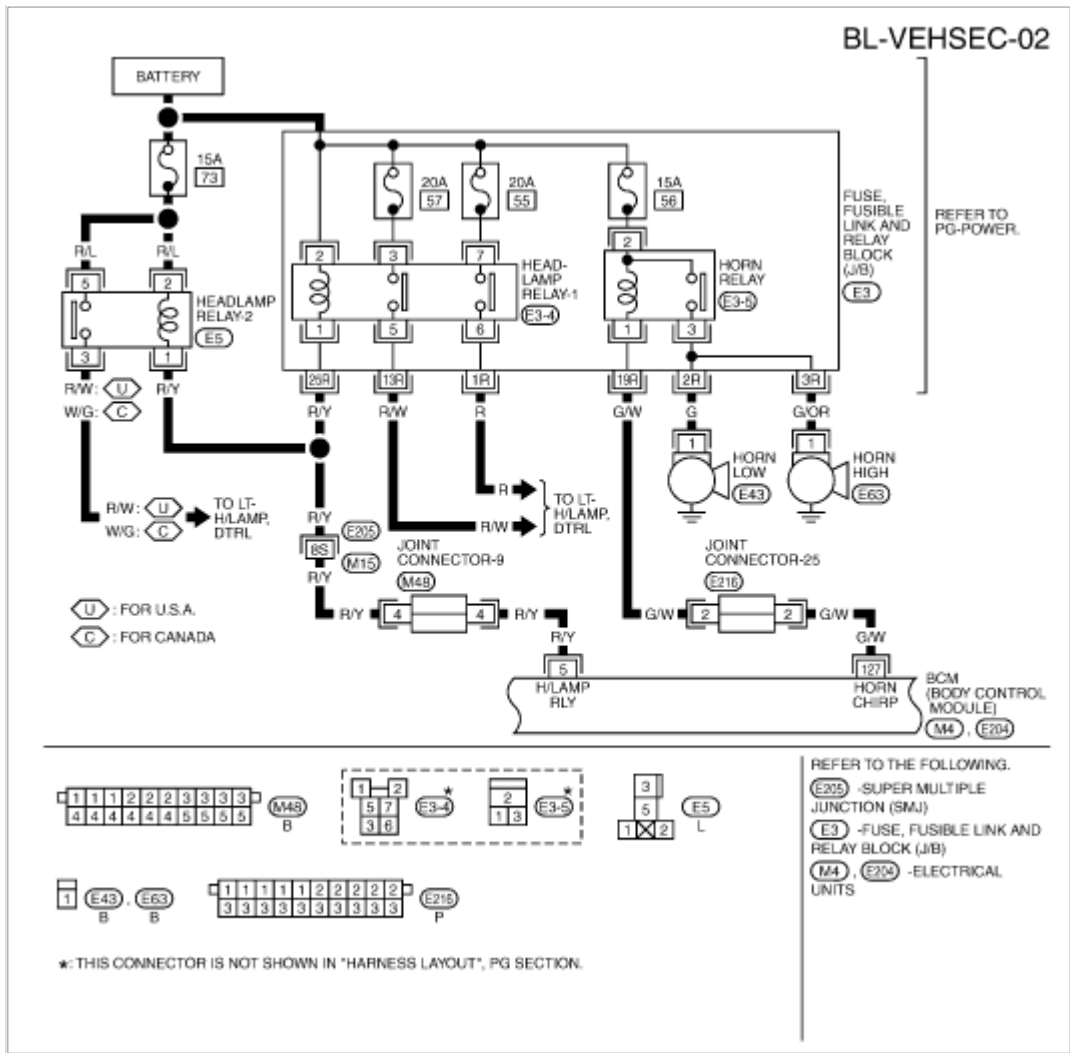 BL-VEHSEC-02
BATTERY
15A
73
20A
57
20A
55
15A
56
FUSE,
FUSIBLE
LINK AND
RELAY
BLOCK
(J/B)
E3
REFER TO
PG-POWER.
R/L
R/L
5
2
HEADLAMP
RELAY-2
E5
3
1
2
3
7
HEAD-
LAMP
RELAY-1
E3-4
1
5
6
2
HORN
RELAY
E3-5
1
3
26R
13R
1R
19R
2R
3R
R/W: U
R/Y
W/G: C
R/Y
R/W
R
G/W
G
G/OR
1
HORN
LOW
E43
1
HORN
HIGH
E63
R/W: U
W/G: C
TO LT-
H/LAMP,
DTRL
R
R/W
TO LT-
H/LAMP,
DTRL
R/Y
8S
E205
M15
R/Y
JOINT
CONNECTOR-9
M48
JOINT
CONNECTOR-25
E216
R/Y
4
4
R/Y
G/W
2
2
G/W
U : FOR U.S.A.
C : FOR CANADA
R/Y
G/W
5
H/LAMP
RLY
127
HORN
CHIRP
BCM
(BODY CONTROL
MODULE)
M4 , E204
1 1 1 2 2 2 3 3 3 3
4 4 4 4 4 4 5 5 5 5
M48
B
1 2
5 7
3 6
*
E3-4
2
1 3
*
E3-5
3
5
1 2
E5
L
1
E43 , E63
B B
1 1 1 1 1 2 2 2 2 2
3 3 3 3 3 3 3 3 3 3
E216
P
REFER TO THE FOLLOWING.
E205 -SUPER MULTIPLE
JUNCTION (SMJ)
E3 -FUSE, FUSIBLE LINK AND
RELAY BLOCK (J/B)
M4 , E204 -ELECTRICAL
UNITS
*: THIS CONNECTOR IS NOT SHOWN IN "HARNESS LAYOUT", PG SECTION.